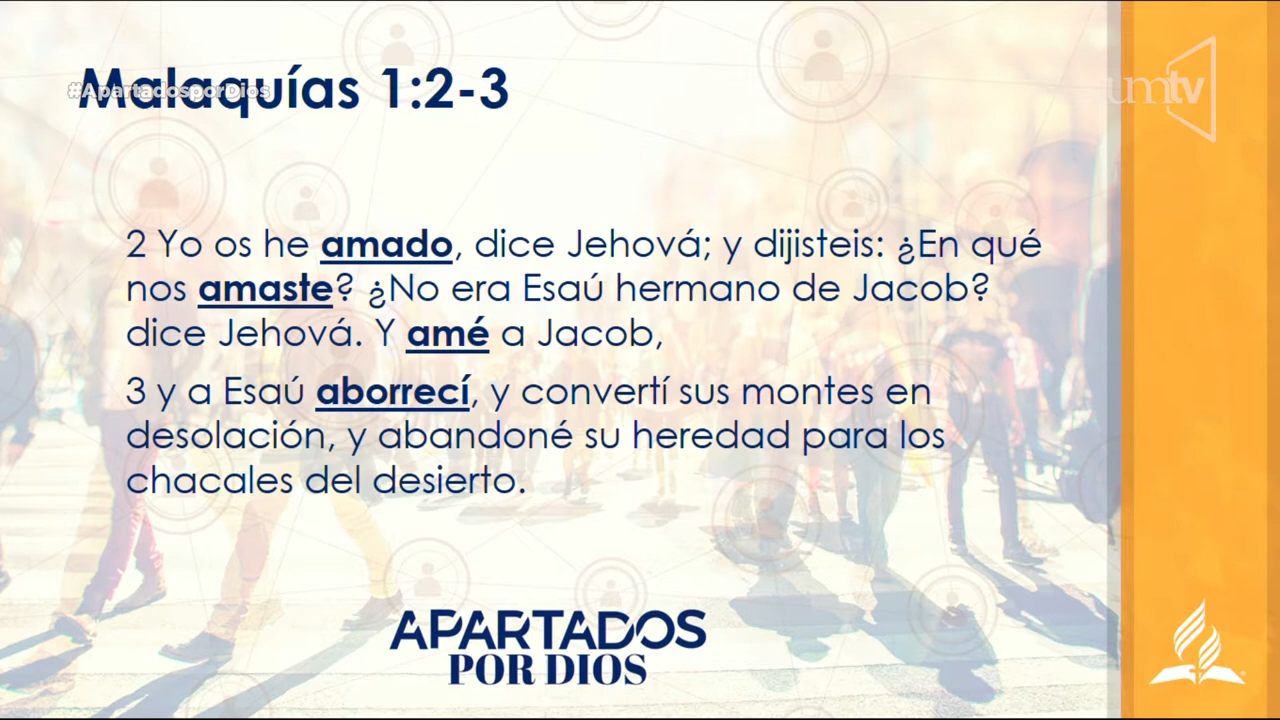 Malaquías 1:2-3
#ApartadosporDios
umtv
2 Yo os he amado, dice Jehová; y dijisteis: ¿En qué
nos amaste? ¿No era Esaú hermano de Jacob?
dice Jehová. Y amé a Jacob,
3 y a Esaú aborrecí, y convertí sus montes en
desolación, y abandoné su heredad para los
chacales del desierto.
APARTADOS
POR DIOS